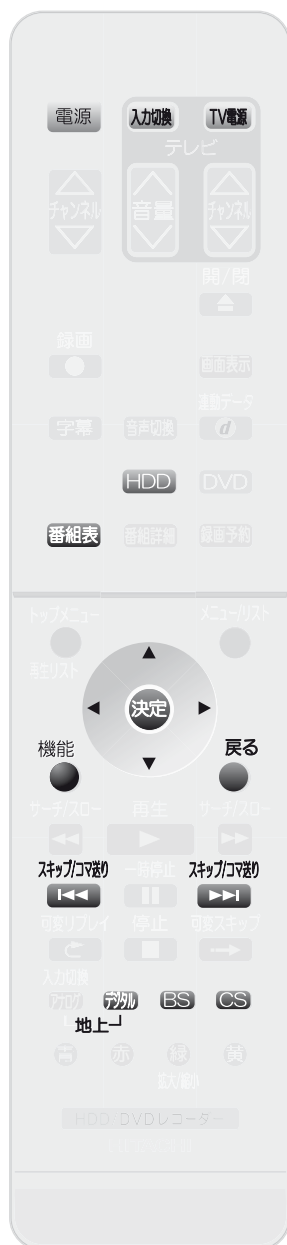 電源 入力切換 TV電源
テレビ
チャンネル 音量 チャンネル
開/閉
録画
画面表示
連動データ
字幕 音声切換 d
HDD DVD
番組表 番組詳細 録画予約
トップメニュー メニュー/リスト
再生リスト
決定
機能 戻る
サーチ/スロー 再生 サーチ/スロー
スキップ/コマ送り 一時停止 スキップ/コマ送り
可変リプレイ 停止 可変スキップ
入力切換
アナログ デジタル BS CS
地上
青 赤 緑 黄
拡大/縮小
HDD DVDレコーダー